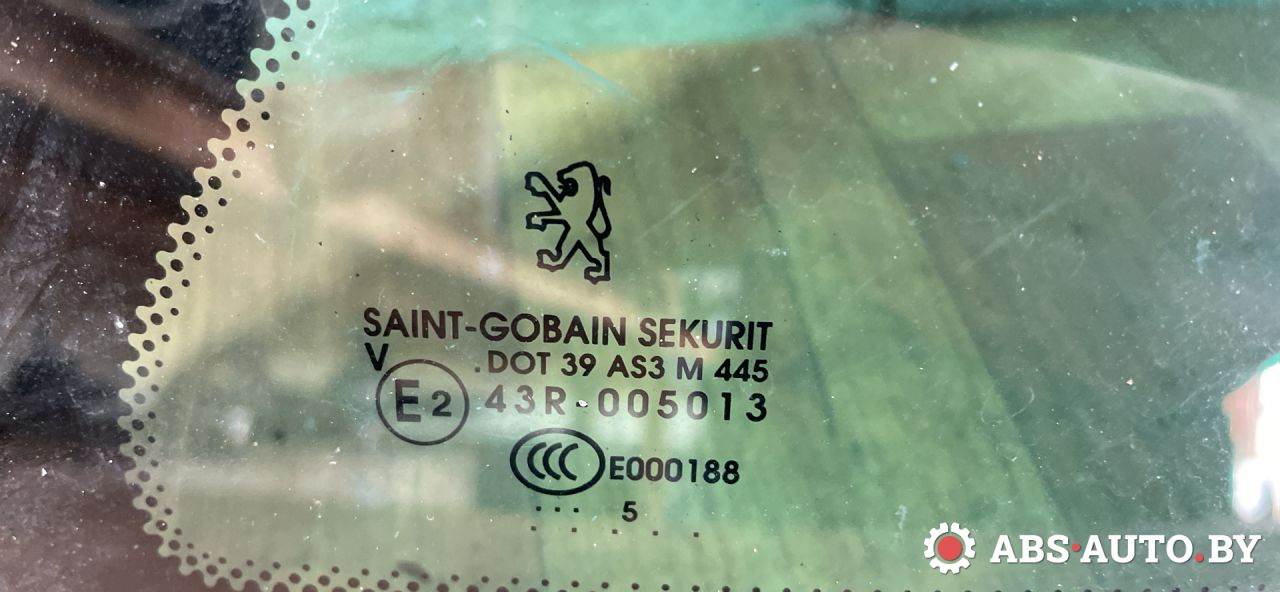 SAINT-GOBAIN SEKURIT
V .DOT 39 AS3 M 445
E2 43R-005013
CCC E000188
... 5
ABS·AUTO.BY